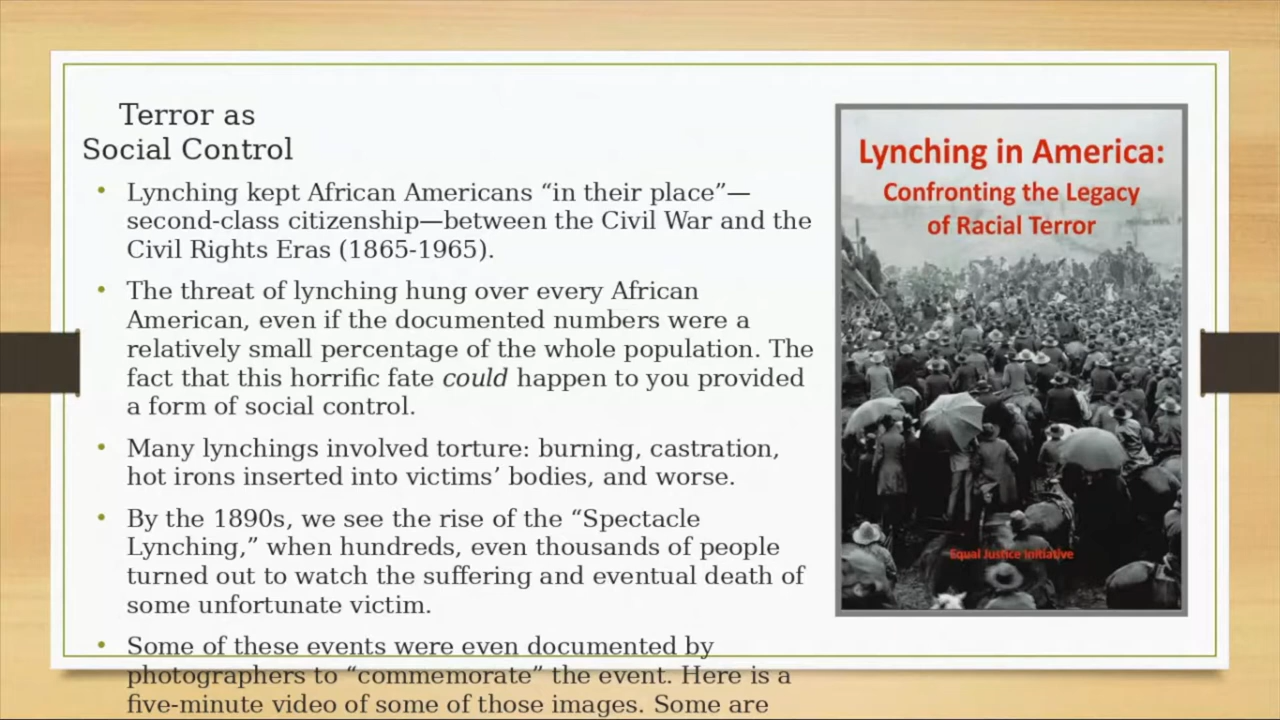 Terror as
Social Control
• Lynching kept African Americans “in their place”—
second-class citizenship—between the Civil War and the
Civil Rights Eras (1865-1965).
• The threat of lynching hung over every African
American, even if the documented numbers were a
relatively small percentage of the whole population. The
fact that this horrific fate could happen to you provided
a form of social control.
• Many lynchings involved torture: burning, castration,
hot irons inserted into victims’ bodies, and worse.
• By the 1890s, we see the rise of the “Spectacle
Lynching,” when hundreds, even thousands of people
turned out to watch the suffering and eventual death of
some unfortunate victim.
• Some of these events were even documented by
photographers to “commemorate” the event. Here is a
five-minute video of some of those images. Some are
Lynching in America:
Confronting the Legacy
of Racial Terror
Equal Justice Initiative